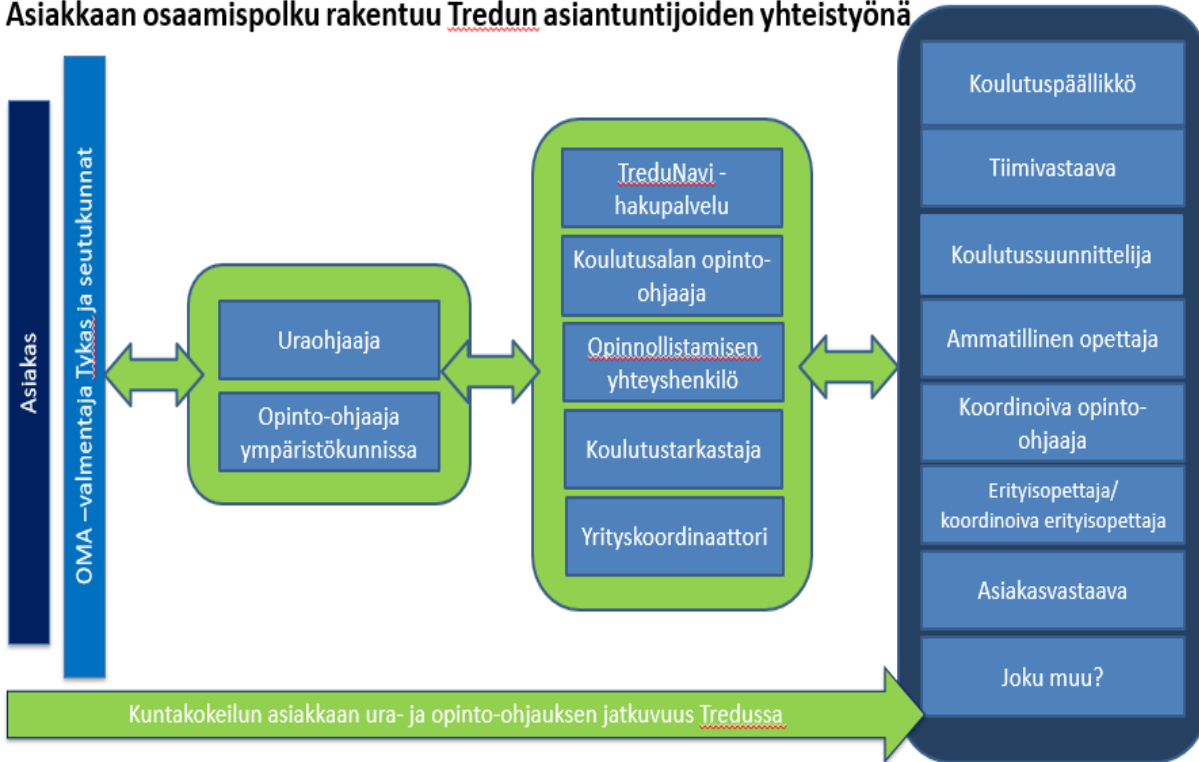 Asiakkaan osaamispolku rakentuu Tredun asiantuntijoiden yhteistyönä
Asiakas
OMA –valmentaja Tykas ja seutukunnat
Uraohjaaja
Opinto-ohjaaja
ympäristökunnissa
TreduNavi -
hakupalvelu
Koulutusalan opinto-
ohjaaja
Opinnollistamisen
yhteyshenkilö
Koulutustarkastaja
Yrityskoordinaattori
Koulutuspäällikkö
Tiimivastaava
Koulutussuunnittelija
Ammatillinen opettaja
Koordinoiva opinto-
ohjaaja
Erityisopettaja/
koordinoiva erityisopettaja
Asiakasvastaava
Joku muu?
Kuntakokeilun asiakkaan ura- ja opinto-ohjauksen jatkuvuus Tredussa